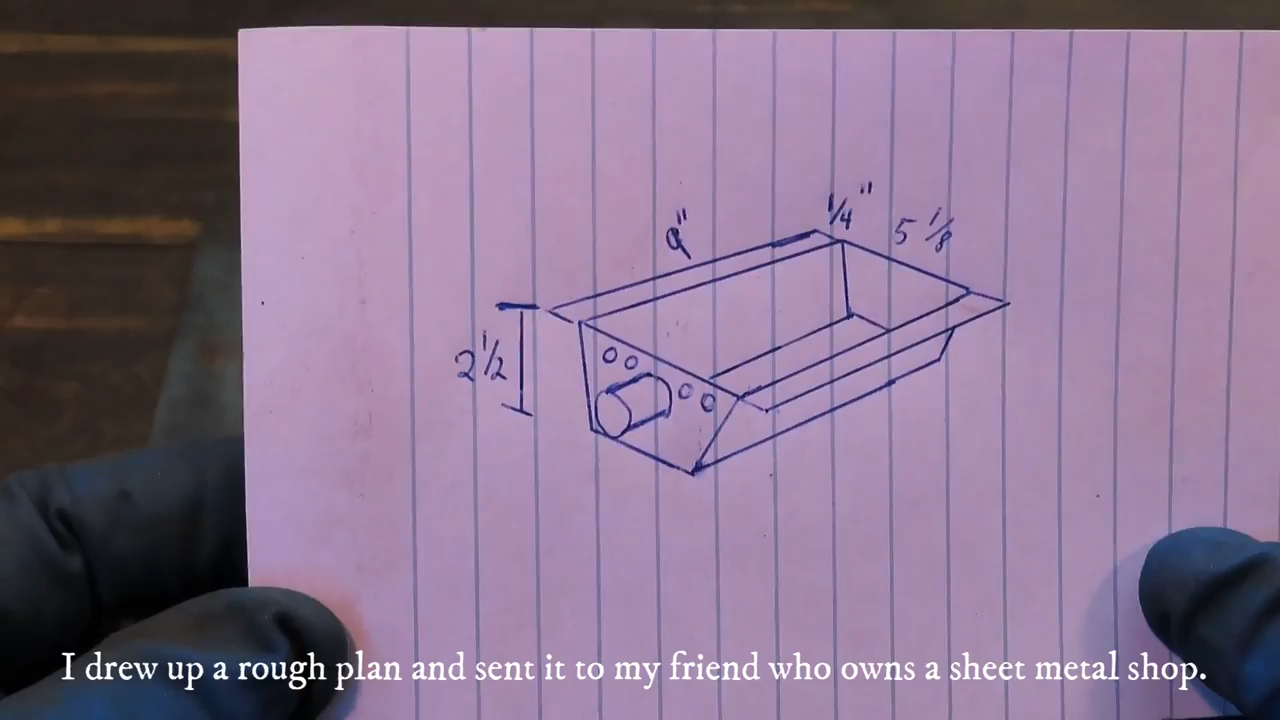 9"
1/4"
5 1/8
2 1/2
I drew up a rough plan and sent it to my friend who owns a sheet metal shop.